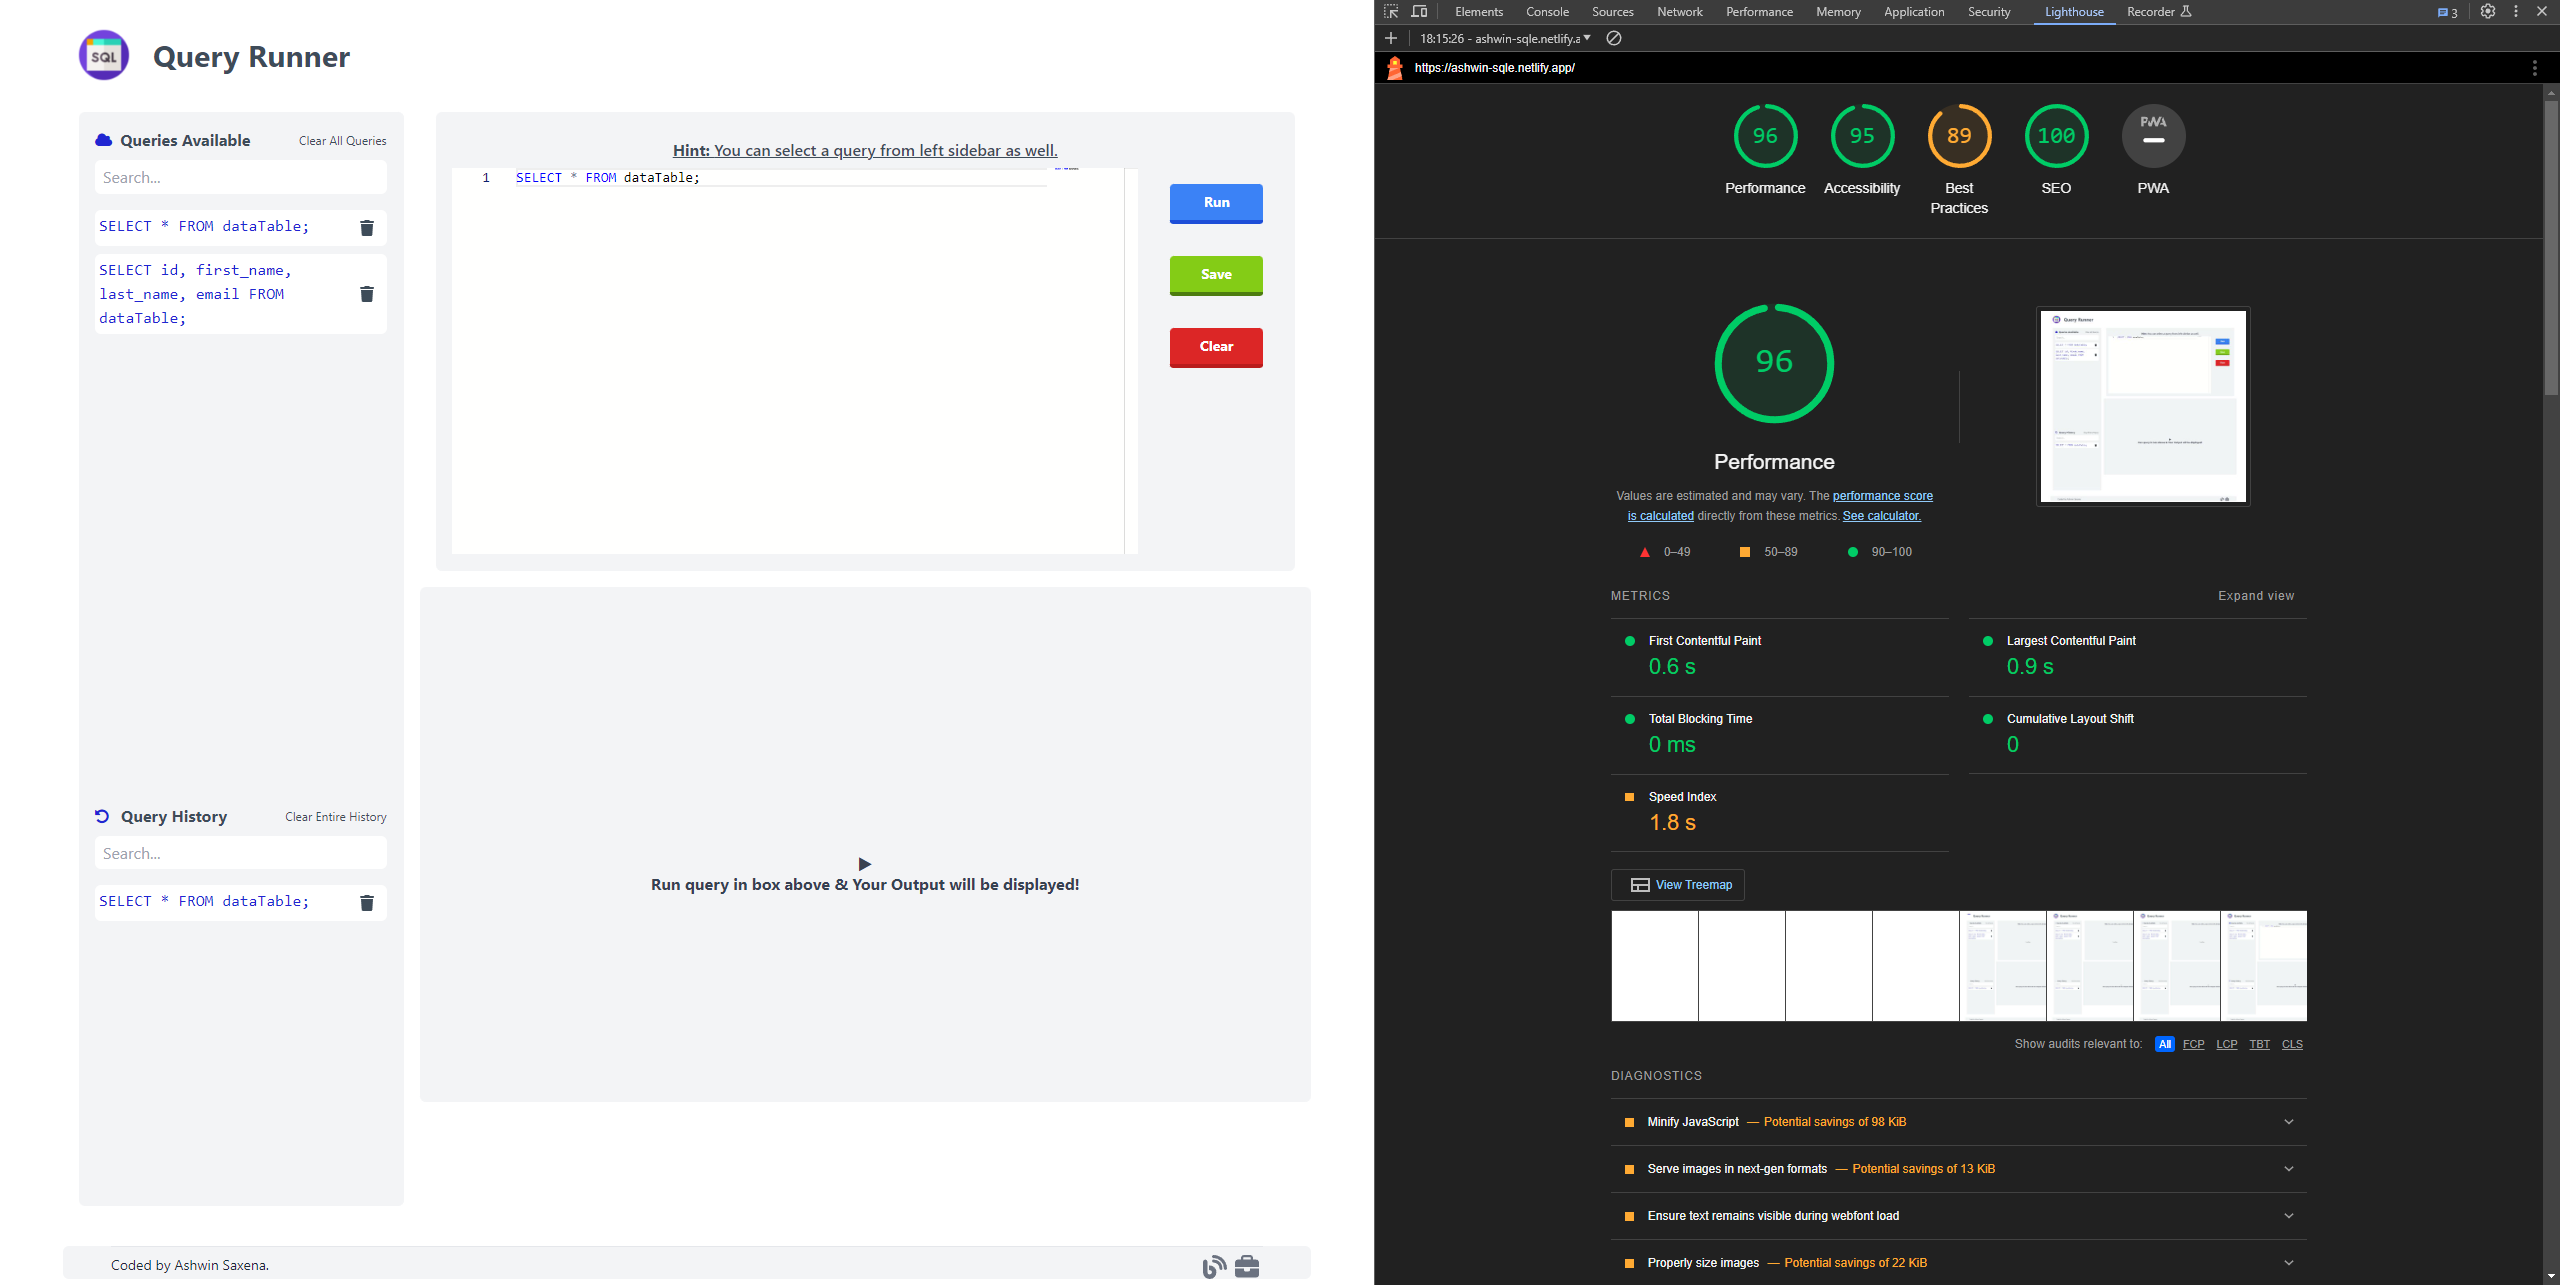 SQL
Query Runner
Queries Available
Clear All Queries
Search...
SELECT * FROM dataTable;
SELECT id, first_name,
last_name, email FROM
dataTable;
Query History
Clear Entire History
Search...
SELECT * FROM dataTable;
Hint: You can select a query from left sidebar as well.
1 SELECT * FROM dataTable;
Run
Save
Clear
Run query in box above & Your Output will be displayed!
Coded by Ashwin Saxena.
Elements Console Sources Network Performance Memory Application Security Lighthouse Recorder 3
18:15:26 - ashwin-sqle.netlify.a
https://ashwin-sqle.netlify.app/
96 95 89 100 PWA
Performance Accessibility Best Practices SEO PWA
96
Performance
Values are estimated and may vary. The performance score
is calculated directly from these metrics. See calculator.
0–49 50–89 90–100
METRICS
Expand view
First Contentful Paint
0.6 s
Largest Contentful Paint
0.9 s
Total Blocking Time
0 ms
Cumulative Layout Shift
0
Speed Index
1.8 s
View Treemap
Show audits relevant to: All FCP LCP TBT CLS
DIAGNOSTICS
Minify JavaScript — Potential savings of 98 KiB
Serve images in next-gen formats — Potential savings of 13 KiB
Ensure text remains visible during webfont load
Properly size images — Potential savings of 22 KiB